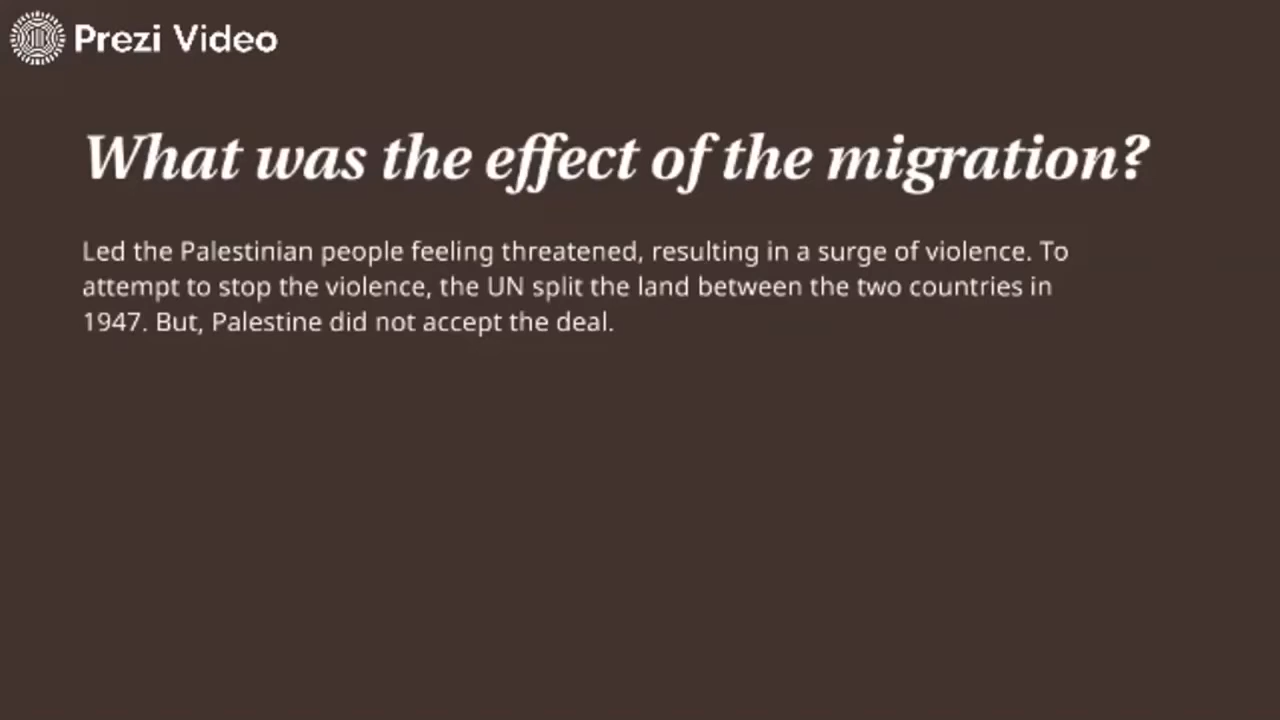 Prezi Video
What was the effect of the migration?
Led the Palestinian people feeling threatened, resulting in a surge of violence. To
attempt to stop the violence, the UN split the land between the two countries in
1947. But, Palestine did not accept the deal.